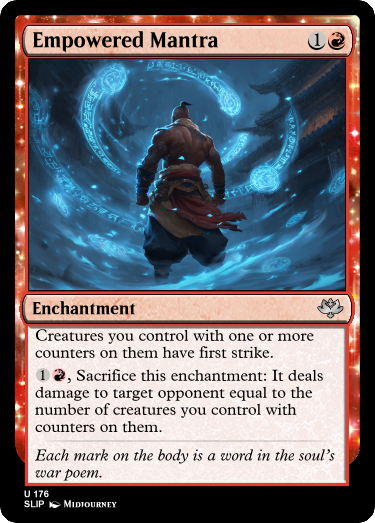 Empowered Mantra 1
Enchantment
Creatures you control with one or more
counters on them have first strike.
1 , Sacrifice this enchantment: It deals
damage to target opponent equal to the
number of creatures you control with
counters on them.
Each mark on the body is a word in the soul's
war poem.
U 176
SLIP Midjourney